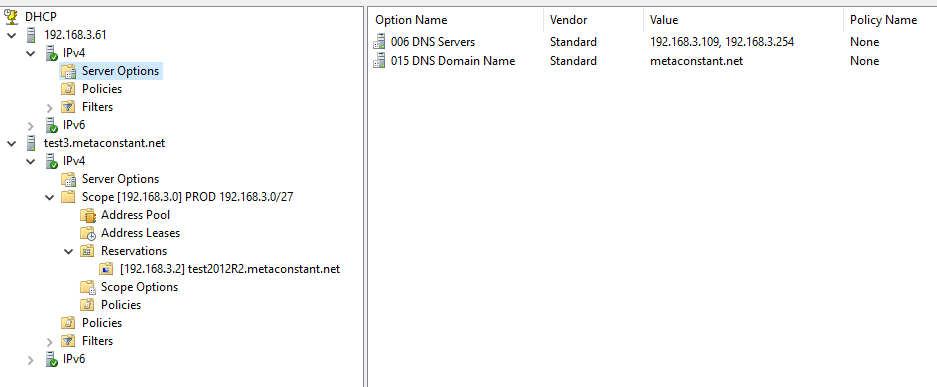 DHCP
192.168.3.61
IPv4
Server Options
Policies
Filters
IPv6
test3.metaconstant.net
IPv4
Server Options
Scope [192.168.3.0] PROD 192.168.3.0/27
Address Pool
Address Leases
Reservations
[192.168.3.2] test2012R2.metaconstant.net
Scope Options
Policies
Policies
Filters
IPv6
Option Name Vendor Value Policy Name
006 DNS Servers Standard 192.168.3.109, 192.168.3.254 None
015 DNS Domain Name Standard metaconstant.net None